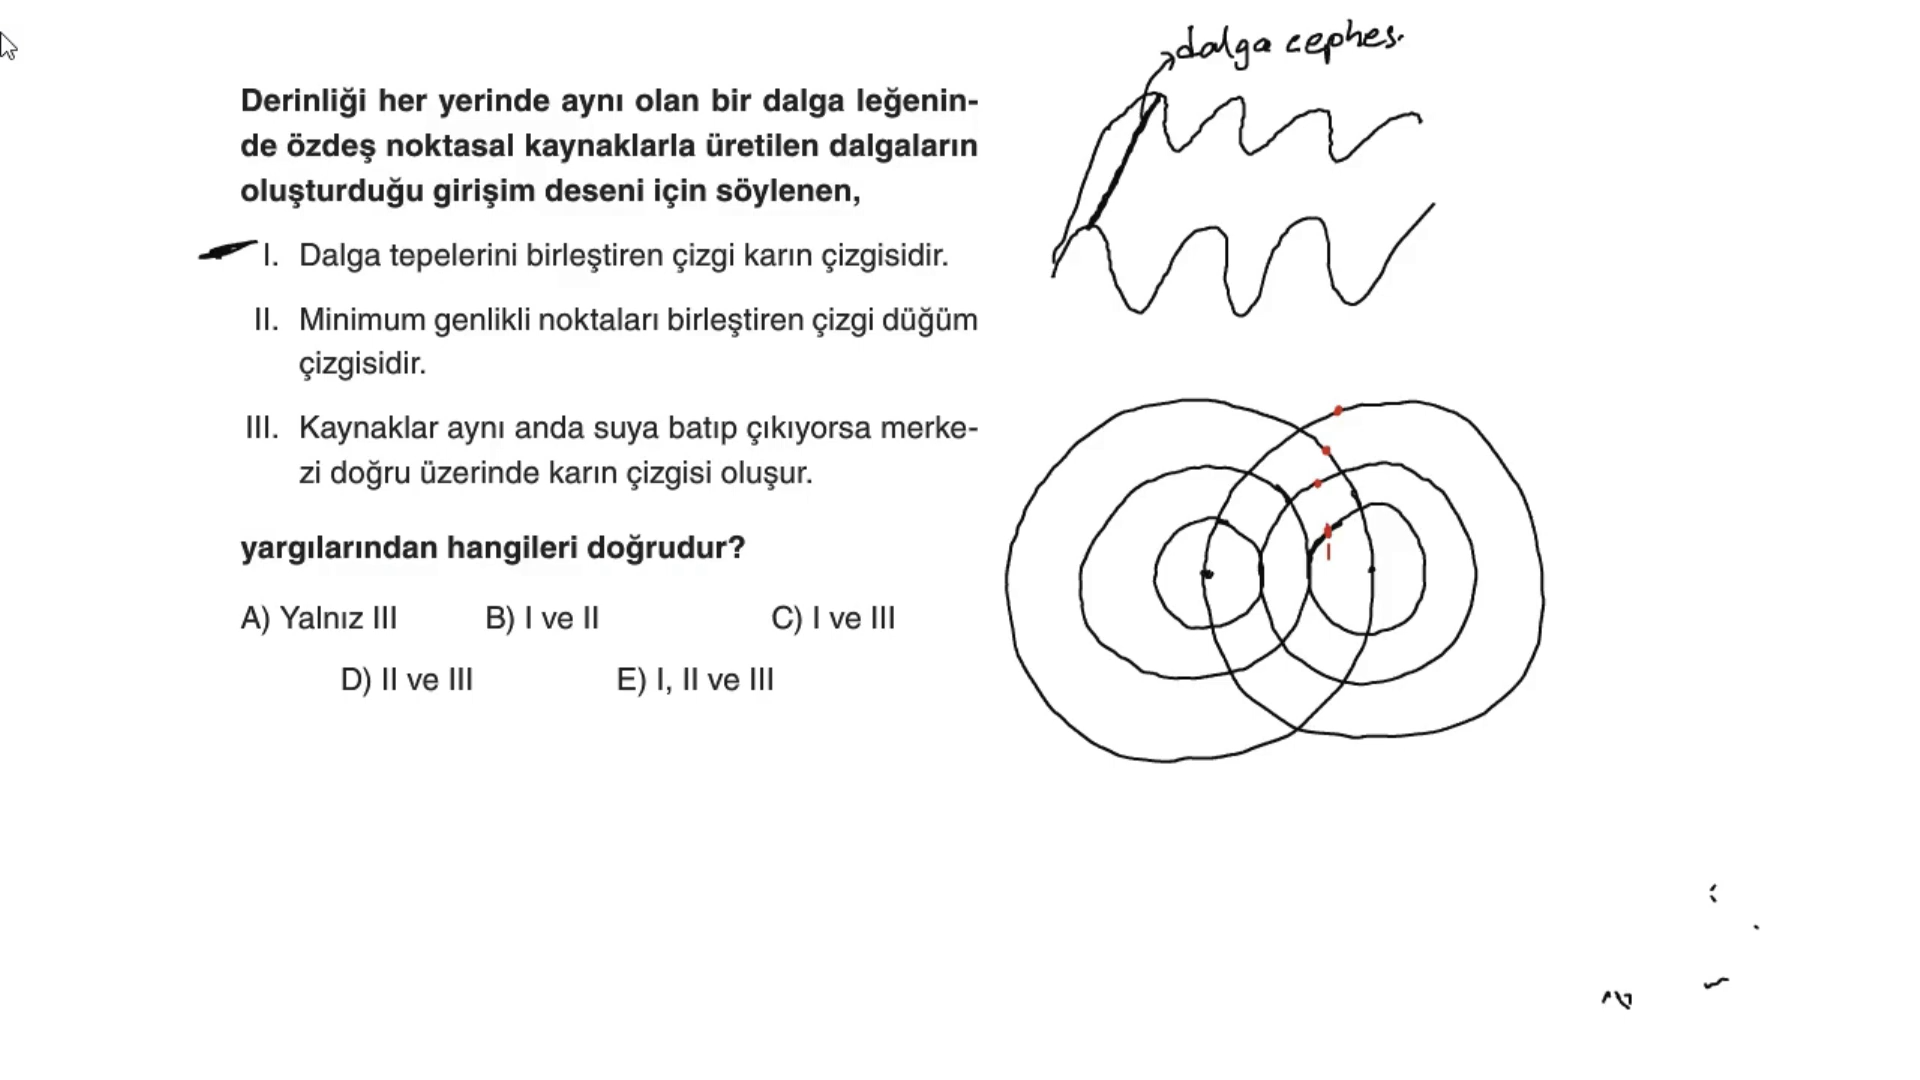 dalga cephes.
Derinliği her yerinde aynı olan bir dalga leğenin-
de özdeş noktasal kaynaklarla üretilen dalgaların
oluşturduğu girişim deseni için söylenen,
I. Dalga tepelerini birleştiren çizgi karın çizgisidir.
II. Minimum genlikli noktaları birleştiren çizgi düğüm
çizgisidir.
III. Kaynaklar aynı anda suya batıp çıkıyorsa merke-
zi doğru üzerinde karın çizgisi oluşur.
yargılarından hangileri doğrudur?
A) Yalnız III B) I ve II C) I ve III
D) II ve III E) I, II ve III